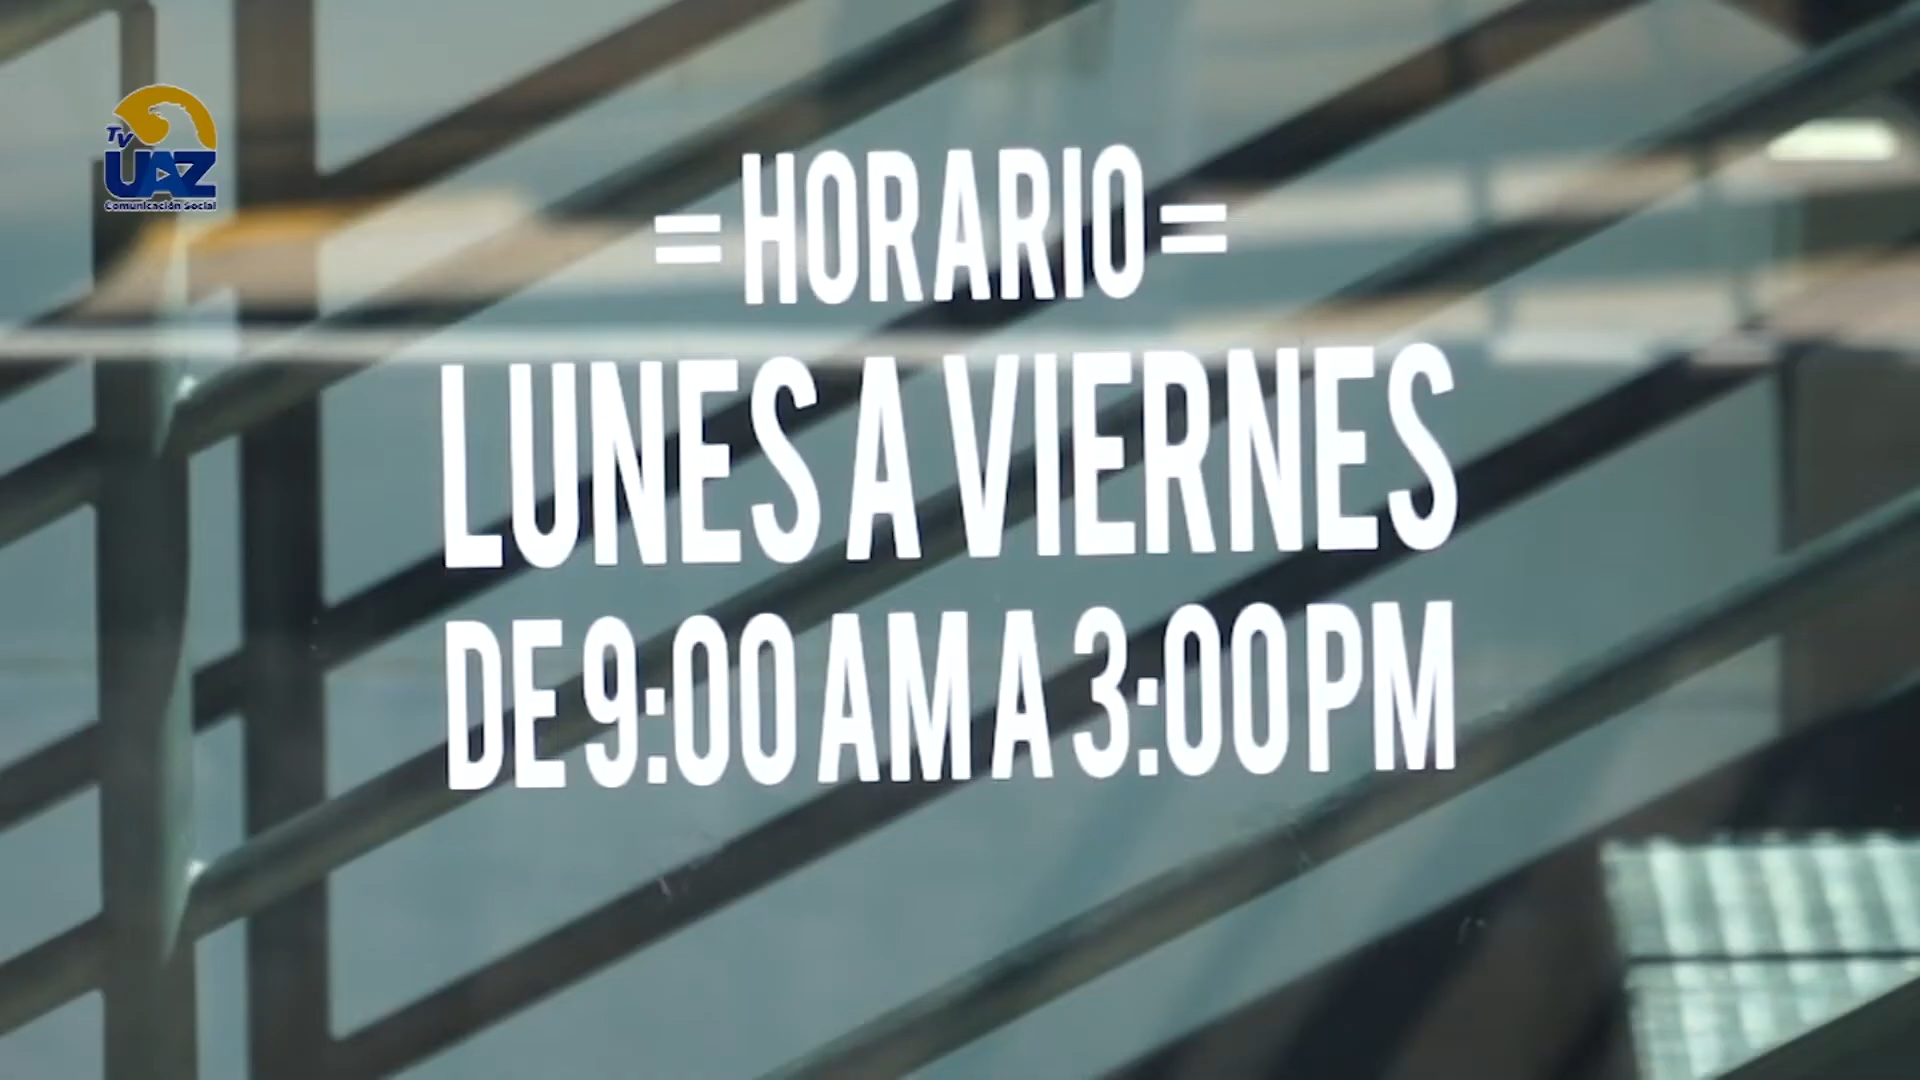 Tv
UAZ
Comunicación Social
=HORARIO=
LUNES A VIERNES
DE 9:00 AM A 3:00 PM